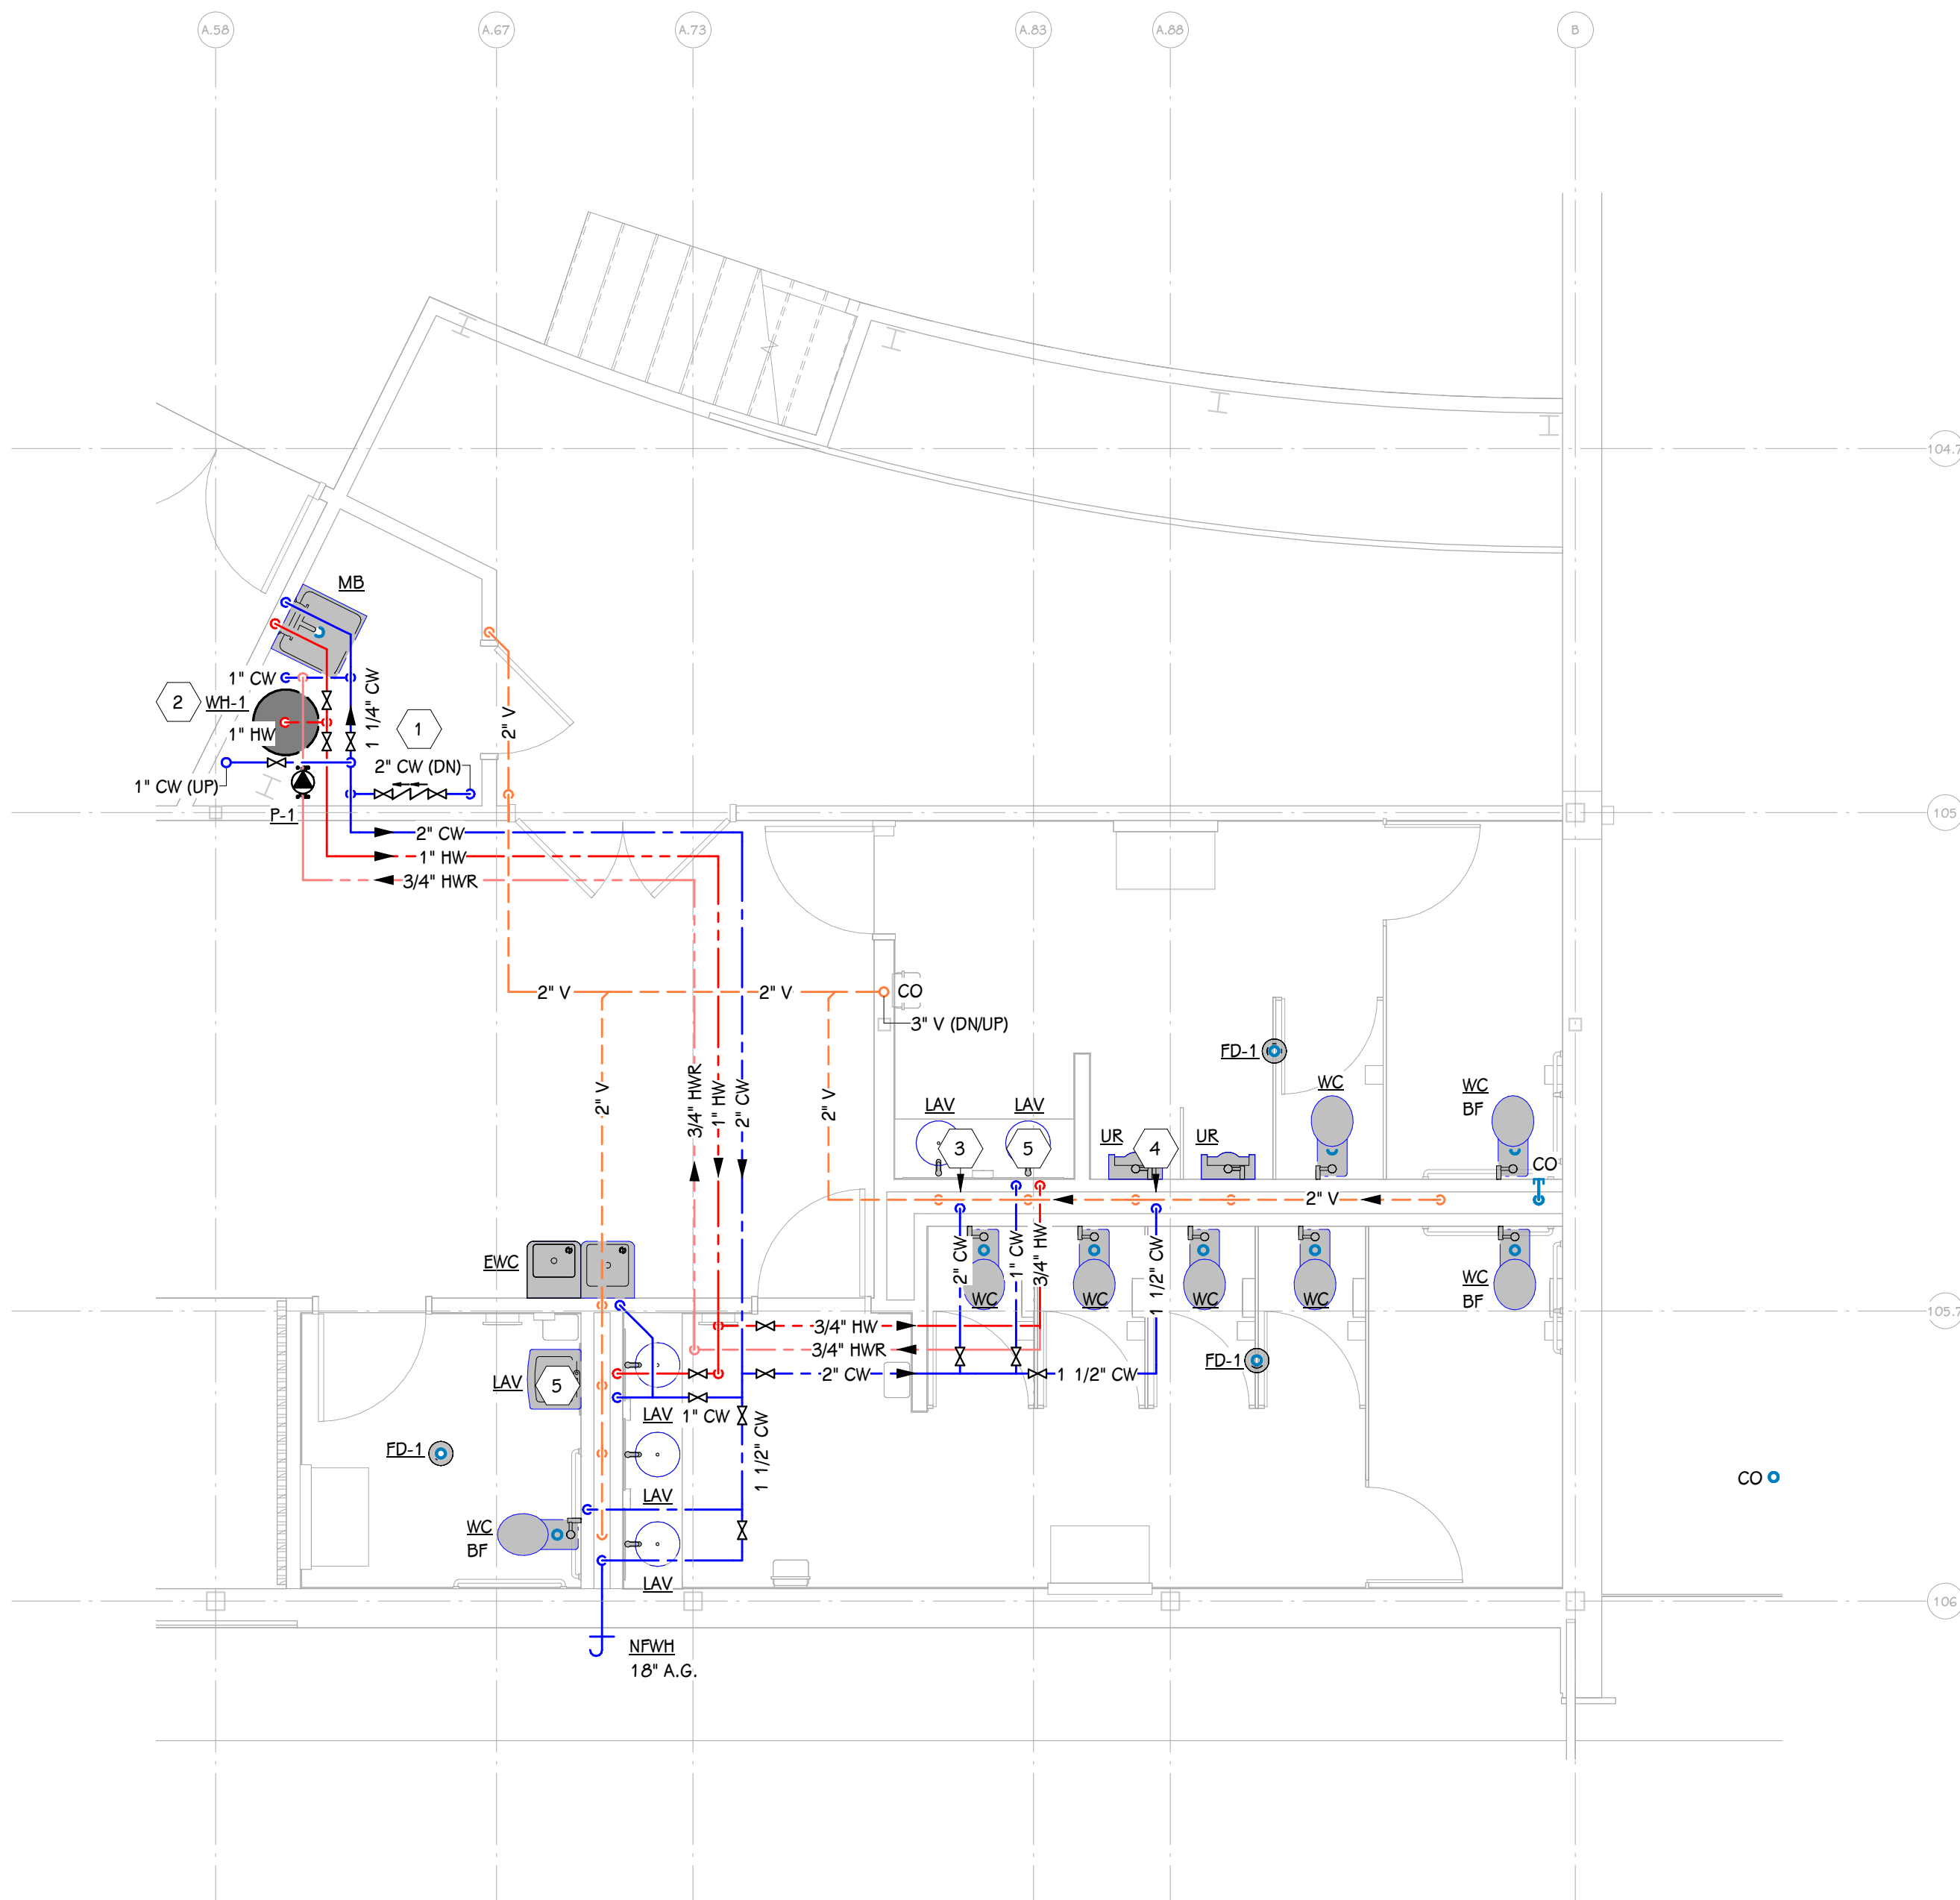 A.58
A.67
A.73
A.83
A.88
B
104.7
MB
1" CW
2
WH-1
1 1/4" CW
1
2" V
1" HW
2" CW (DN)
1" CW (UP)
P-1
105
2" CW
1" HW
3/4" HWR
2" V
2" V
CO
3" V (DN/UP)
FD-1
2" V
3/4" HWR
1" HW
2" CW
2" V
LAV
LAV
WC
WC
BF
3
5
UR
4
UR
CO
2" V
EWC
2" CW
1" CW
3/4" HW
1 1/2" CW
WC
WC
WC
WC
WC
BF
105.7
3/4" HW
3/4" HWR
FD-1
2" CW
1 1/2" CW
LAV
5
LAV
1" CW
1 1/2" CW
FD-1
CO
LAV
WC
BF
LAV
106
NFWH
18" A.G.